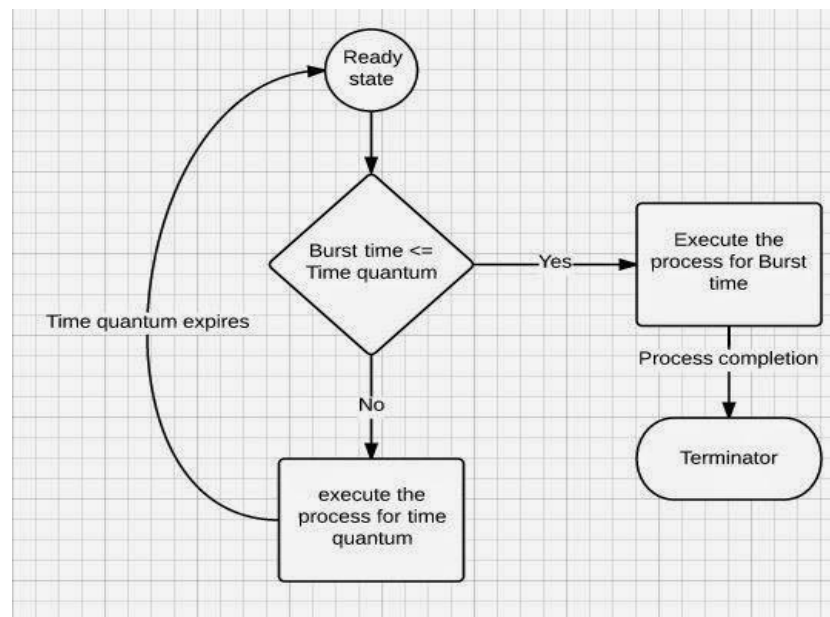 Ready
state
Burst time <=
Time quantum
Yes
Execute the
process for Burst
time
Time quantum expires
Process completion
No
Terminator
execute the
process for time
quantum